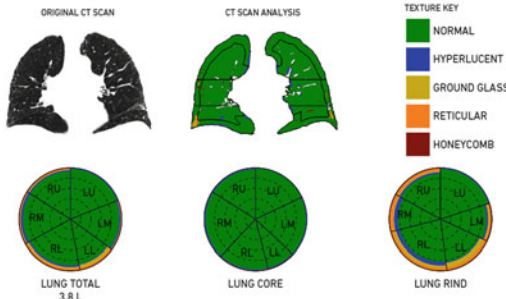 ORIGINAL CT SCAN
CT SCAN ANALYSIS
TEXTURE KEY
NORMAL
HYPERLUCENT
GROUND GLASS
RETICULAR
HONEYCOMB
RU LU
RM LM
RL LL
LUNG TOTAL
3.8 L
RU LU
RM LM
RL LL
LUNG CORE
RU LU
RM LM
RL LL
LUNG RIND